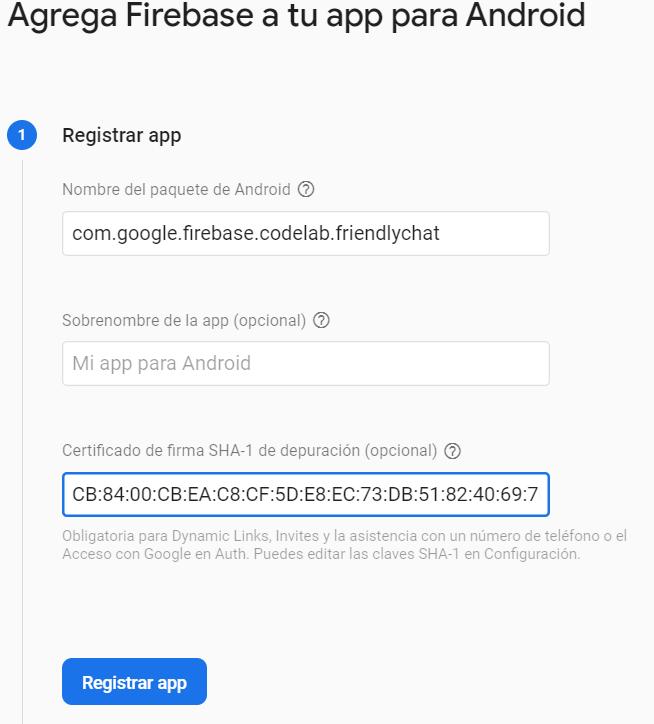 Agrega Firebase a tu app para Android
1
Registrar app
Nombre del paquete de Android
com.google.firebase.codelab.friendlychat
Sobrenombre de la app (opcional)
Mi app para Android
Certificado de firma SHA-1 de depuración (opcional)
CB:84:00:CB:EA:C8:CF:5D:E8:EC:73:DB:51:82:40:69:7
Obligatoria para Dynamic Links, Invites y la asistencia con un número de teléfono o el
Acceso con Google en Auth. Puedes editar las claves SHA-1 en Configuración.
Registrar app